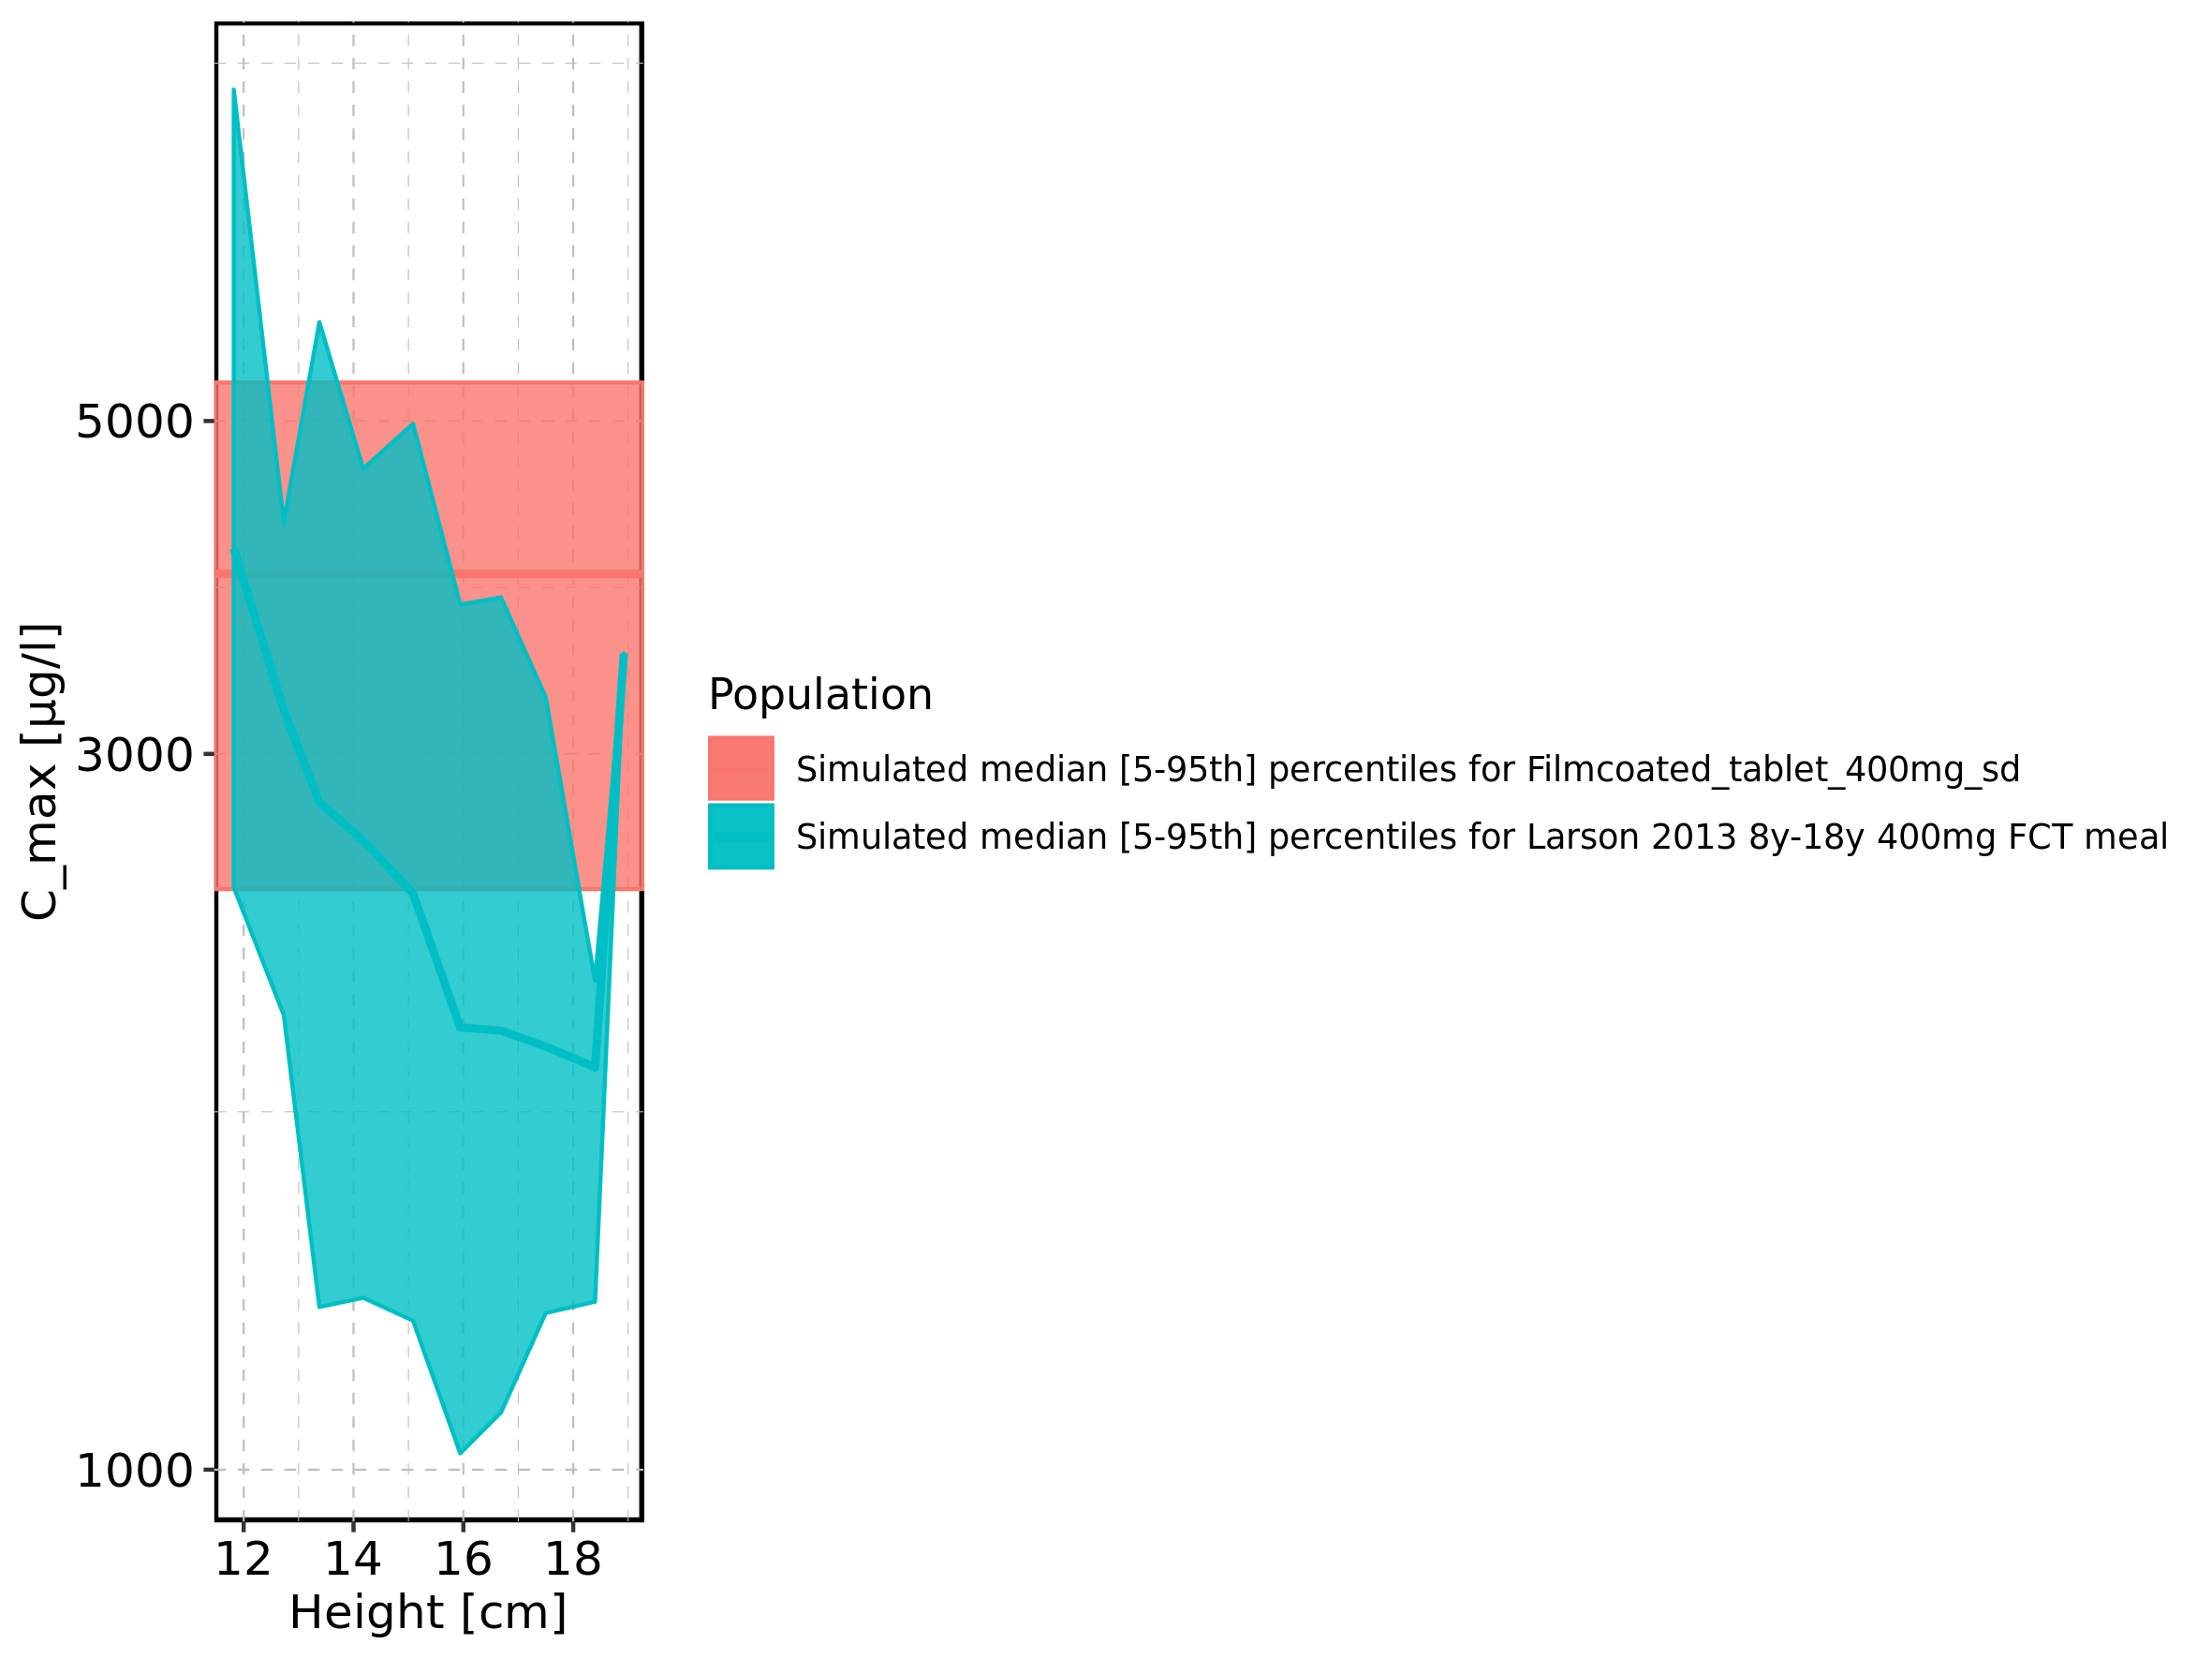 C_max [µg/l]
5000
3000
1000
12 14 16 18
Height [cm]
Population
Simulated median [5-95th] percentiles for Filmcoated_tablet_400mg_sd
Simulated median [5-95th] percentiles for Larson 2013 8y-18y 400mg FCT meal